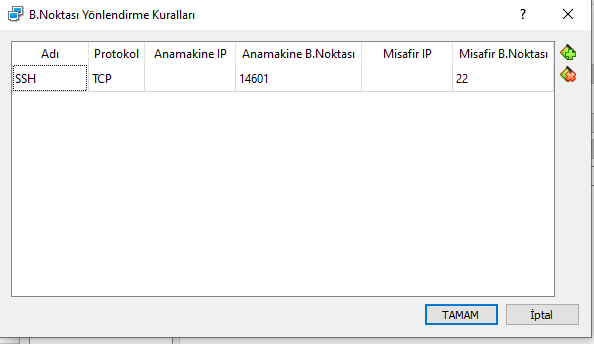 B.Noktası Yönlendirme Kuralları
Adı Protokol Anamakine IP Anamakine B.Noktası Misafir IP Misafir B.Noktası
SSH TCP 14601 22
TAMAM İptal